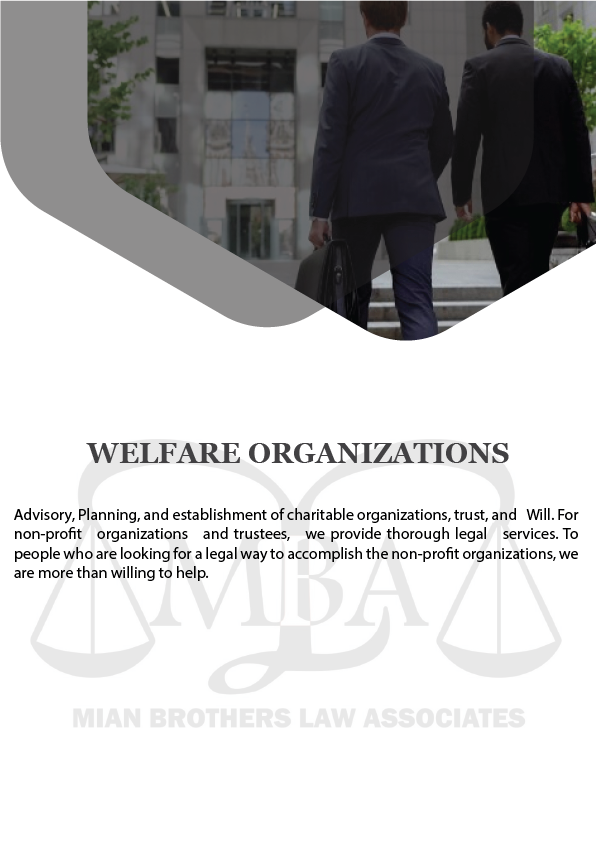 WELFARE ORGANIZATIONS
Advisory, Planning, and establishment of charitable organizations, trust, and Will. For
non-profit organizations and trustees, we provide thorough legal services. To
people who are looking for a legal way to accomplish the non-profit organizations, we
are more than willing to help.
MBA
MIAN BROTHERS LAW ASSOCIATES